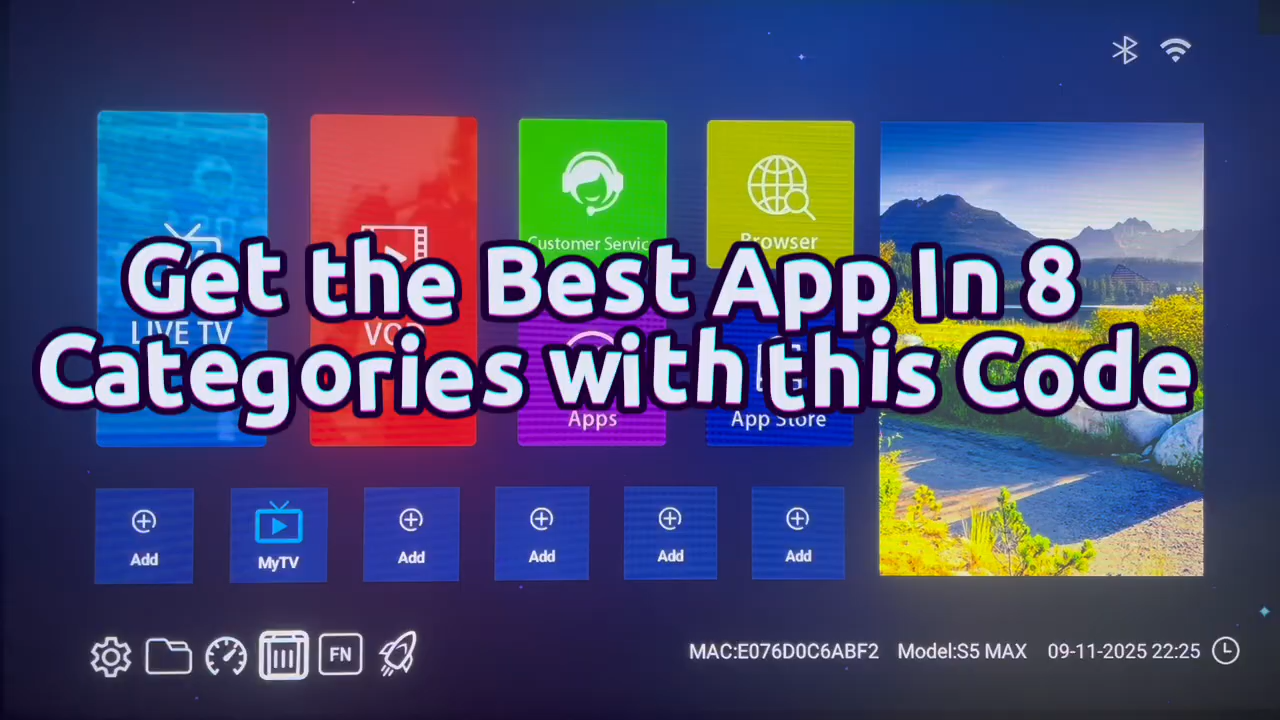 Customer Servic
Browser
Get the Best App In 8
Categories with this Code
LIVE TV
VOD
Apps
App Store
Add
MyTV
Add
Add
Add
Add
FN
MAC:E076D0C6ABF2
Model:S5 MAX
09-11-2025 22:25